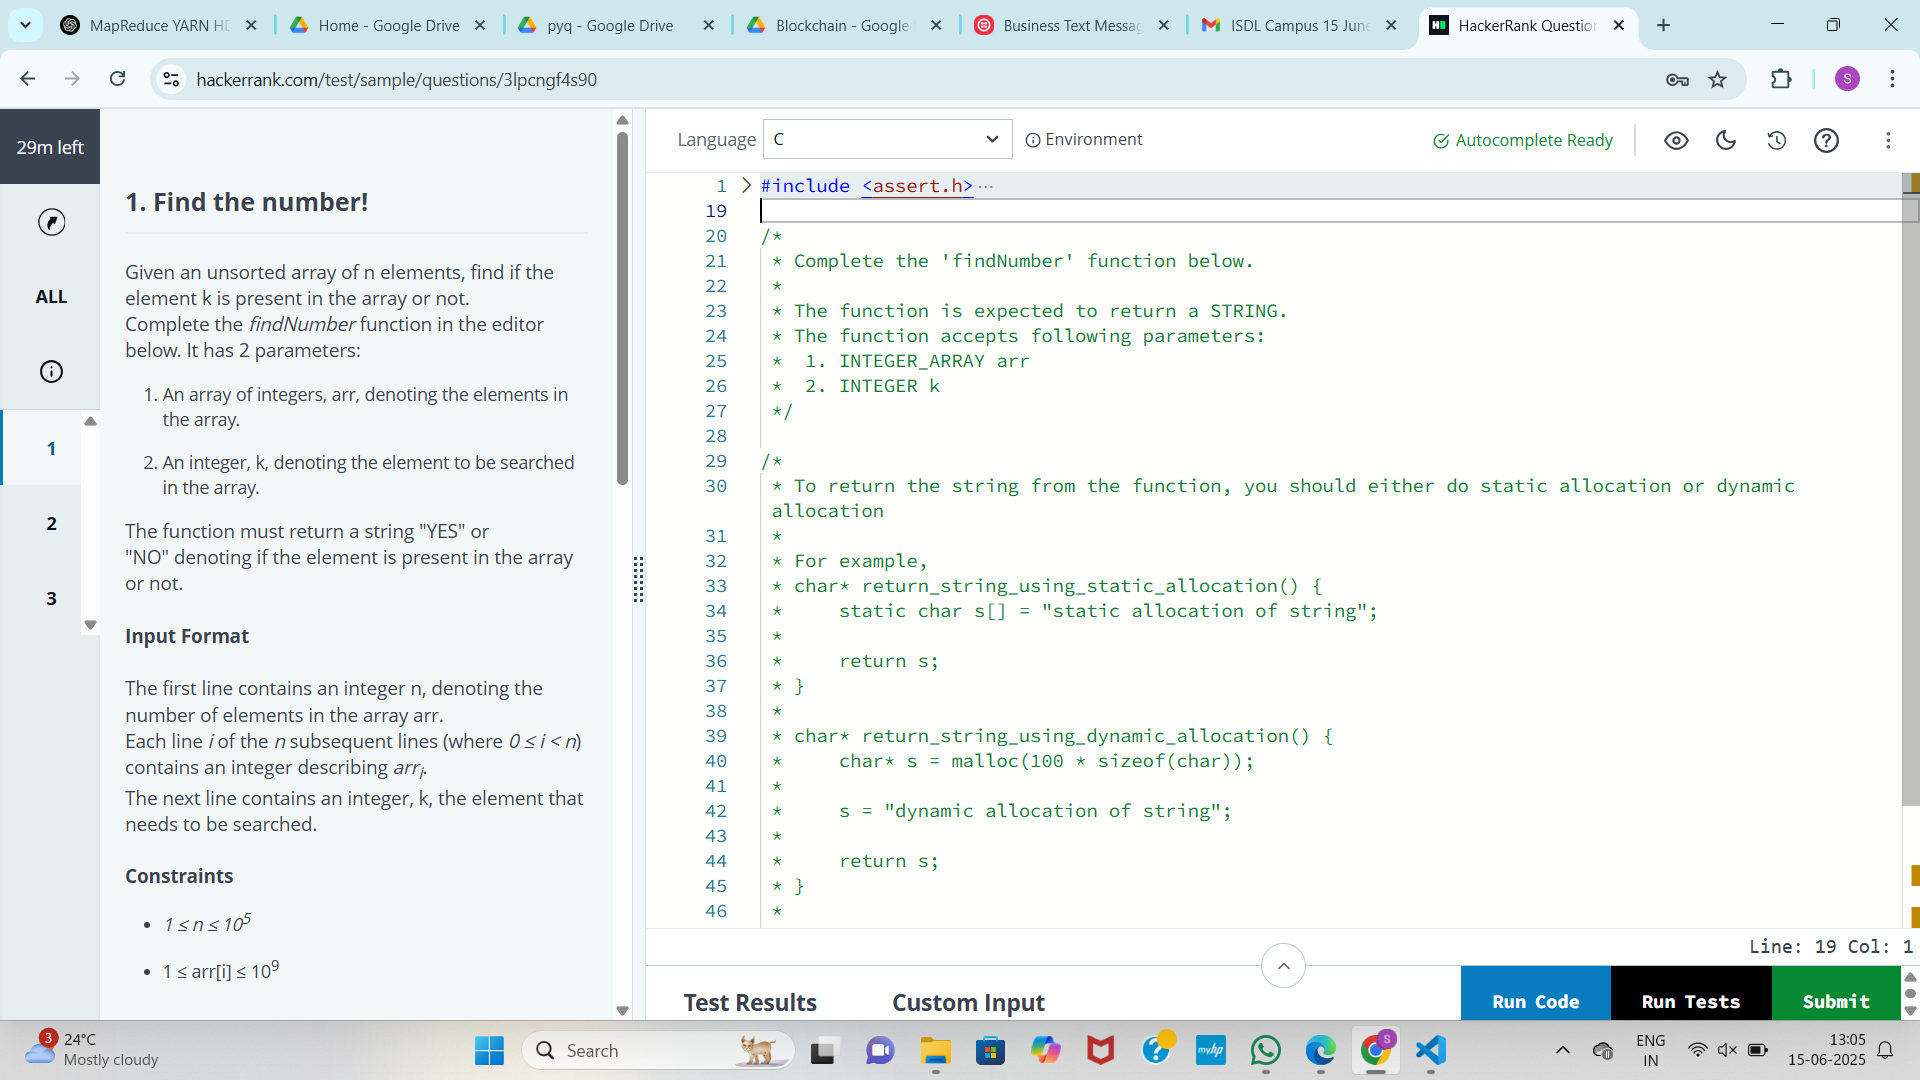 MapReduce YARN HD
Home - Google Drive
pyq - Google Drive
Blockchain - Google
Business Text Messag
ISDL Campus 15 June
HackerRank Question
hackerrank.com/test/sample/questions/3lpcngf4s90
S
29m left
ALL
1
2
3
1. Find the number!
Given an unsorted array of n elements, find if the
element k is present in the array or not.
Complete the findNumber function in the editor
below. It has 2 parameters:
1. An array of integers, arr, denoting the elements in
the array.
2. An integer, k, denoting the element to be searched
in the array.
The function must return a string "YES" or
"NO" denoting if the element is present in the array
or not.
Input Format
The first line contains an integer n, denoting the
number of elements in the array arr.
Each line i of the n subsequent lines (where 0 ≤ i < n)
contains an integer describing arrᵢ.
The next line contains an integer, k, the element that
needs to be searched.
Constraints
• 1 ≤ n ≤ 10⁵
• 1 ≤ arr[i] ≤ 10⁹
Language C Environment
Autocomplete Ready
1 #include <assert.h> ···
19
20 /*
21 * Complete the 'findNumber' function below.
22 *
23 * The function is expected to return a STRING.
24 * The function accepts following parameters:
25 *  1. INTEGER_ARRAY arr
26 *  2. INTEGER k
27 */
28
29 /*
30 * To return the string from the function, you should either do static allocation or dynamic
allocation
31 *
32 * For example,
33 * char* return_string_using_static_allocation() {
34 *     static char s[] = "static allocation of string";
35 *
36 *     return s;
37 * }
38 *
39 * char* return_string_using_dynamic_allocation() {
40 *     char* s = malloc(100 * sizeof(char));
41 *
42 *     s = "dynamic allocation of string";
43 *
44 *     return s;
45 * }
46 *
Line: 19 Col: 1
Test Results
Custom Input
Run Code
Run Tests
Submit
3
24°C
Mostly cloudy
Search
myhp
S
ENG
IN
13:05
15-06-2025